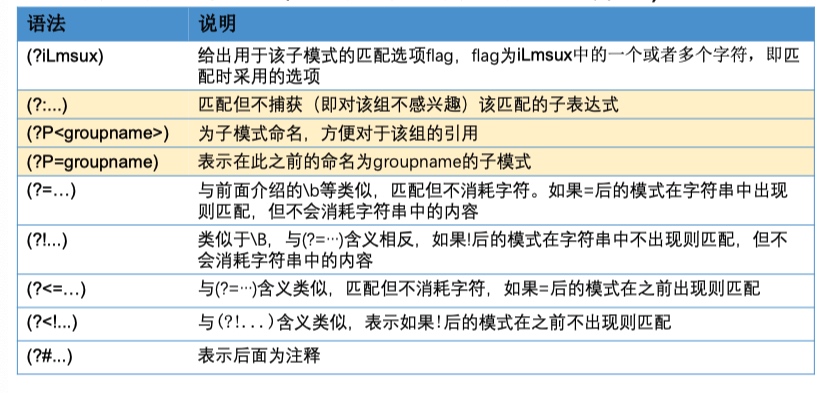 语法 说明
(?iLmsux) 给出用于该子模式的匹配选项flag，flag为iLmsux中的一个或者多个字符，即匹
配时采用的选项
(?:...) 匹配但不捕获（即对该组不感兴趣）该匹配的子表达式
(?P<groupname>) 为子模式命名，方便对于该组的引用
(?P=groupname) 表示在此之前的命名为groupname的子模式
(?=…) 与前面介绍的\b等类似，匹配但不消耗字符。如果=后的模式在字符串中出现
则匹配，但不会消耗字符串中的内容
(?!...) 类似于\B，与(?=…)含义相反，如果!后的模式在字符串中不出现则匹配，但不
会消耗字符串中的内容
(?<=…) 与(?=…)含义类似，匹配但不消耗字符，如果=后的模式在之前出现则匹配
(?<!...) 与(?!...)含义类似，表示如果!后的模式在之前不出现则匹配
(?#...) 表示后面为注释